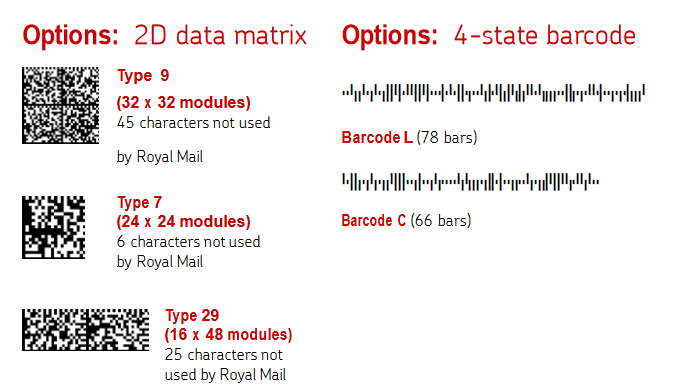 Options: 2D data matrix
Type 9
(32 x 32 modules)
45 characters not used
by Royal Mail
Type 7
(24 x 24 modules)
6 characters not used
by Royal Mail
Type 29
(16 x 48 modules)
25 characters not
used by Royal Mail
Options: 4-state barcode
Barcode L (78 bars)
Barcode C (66 bars)